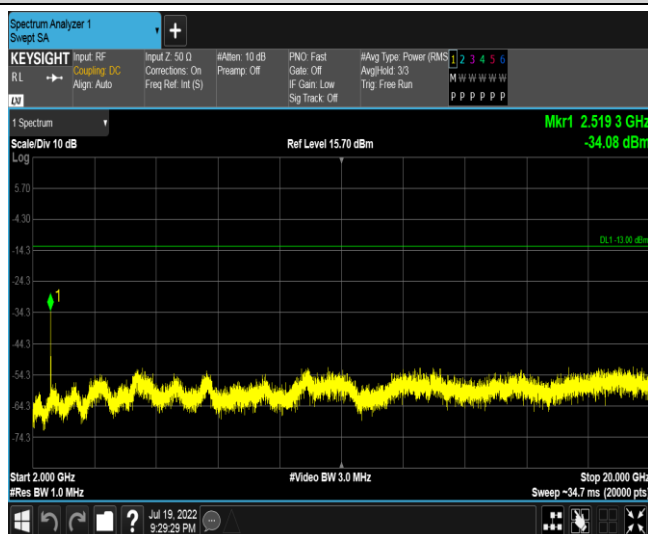 Spectrum Analyzer 1
Swept SA
+
KEYSIGHT
RL
LXI
Input: RF
Coupling: DC
Align: Auto
Input Z: 50 Ω
Corrections: On
Freq Ref: Int (S)
#Atten: 10 dB
Preamp: Off
PNO: Fast
Gate: Off
IF Gain: Low
Sig Track: Off
#Avg Type: Power (RMS
Avg|Hold: 3/3
Trig: Free Run
1 2 3 4 5 6
M W W W W W
P P P P P P
1 Spectrum
Mkr1 2.519 3 GHz
Scale/Div 10 dB
Ref Level 15.70 dBm
-34.08 dBm
Log
5.70
-4.30
DL1 -13.00 dBm
-14.3
-24.3
1
-34.3
-44.3
-54.3
-64.3
-74.3
Start 2.000 GHz
#Video BW 3.0 MHz
Stop 20.000 GHz
#Res BW 1.0 MHz
Sweep ~34.7 ms (20000 pts)
?
Jul 19, 2022
9:29:29 PM